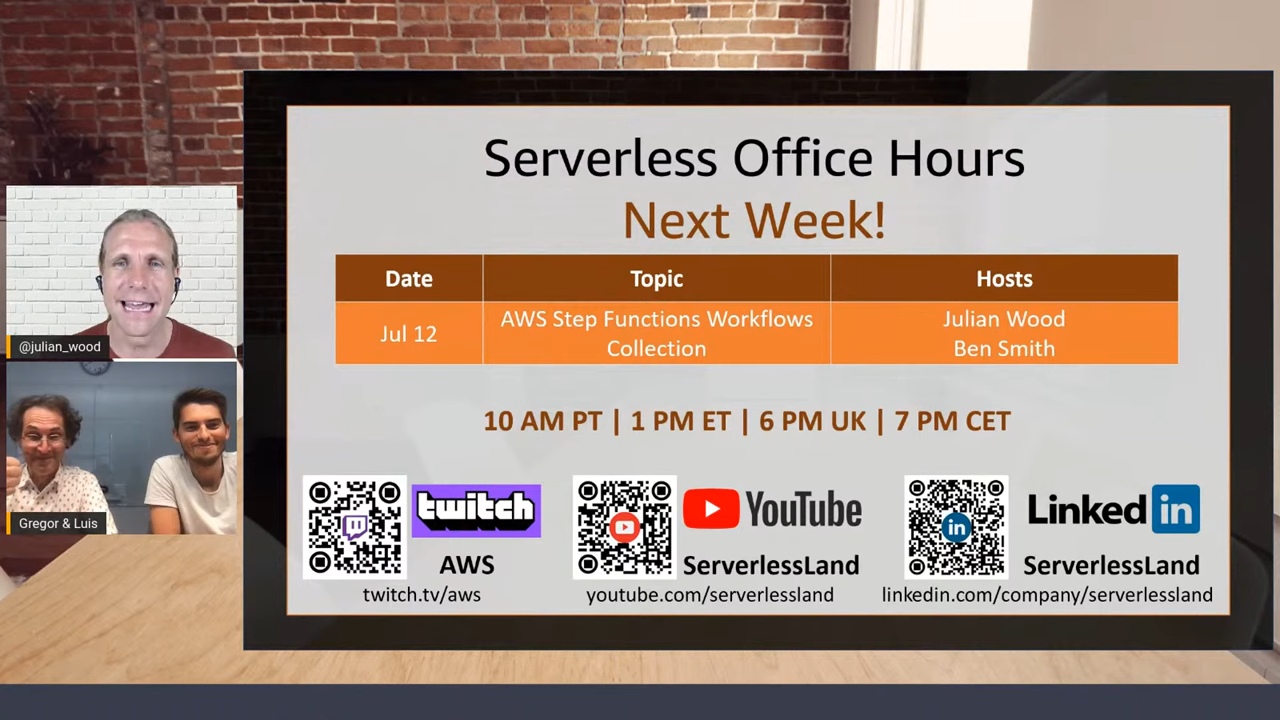 Serverless Office Hours
Next Week!
Date Topic Hosts
Jul 12
AWS Step Functions Workflows
Collection
Julian Wood
Ben Smith
10 AM PT | 1 PM ET | 6 PM UK | 7 PM CET
@julian_wood
Gregor & Luis
twitch
AWS
twitch.tv/aws
YouTube
ServerlessLand
youtube.com/serverlessland
Linked in
ServerlessLand
linkedin.com/company/serverlessland